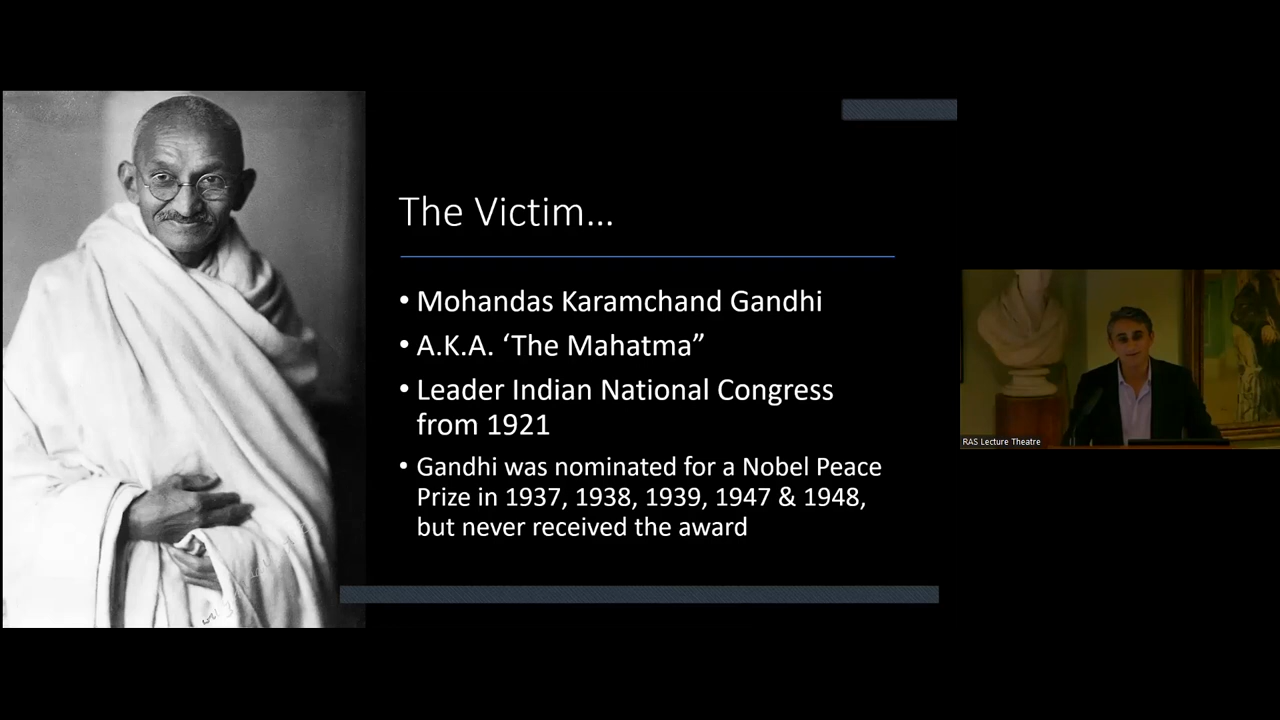 The Victim…
• Mohandas Karamchand Gandhi
• A.K.A. ‘The Mahatma”
• Leader Indian National Congress
from 1921
• Gandhi was nominated for a Nobel Peace
Prize in 1937, 1938, 1939, 1947 & 1948,
but never received the award
RAS Lecture Theatre